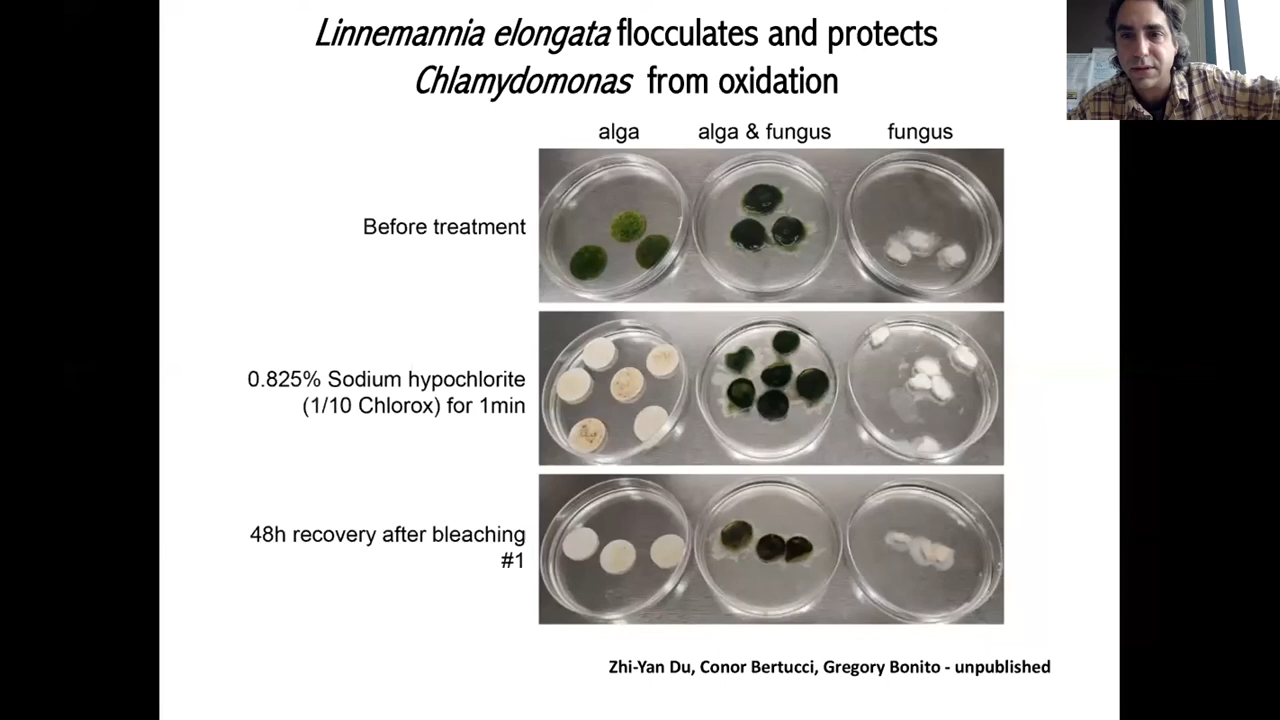 Linnemannia elongata flocculates and protects
Chlamydomonas from oxidation
alga
alga & fungus
fungus
Before treatment
0.825% Sodium hypochlorite
(1/10 Chlorox) for 1min
48h recovery after bleaching
#1
Zhi-Yan Du, Conor Bertucci, Gregory Bonito - unpublished